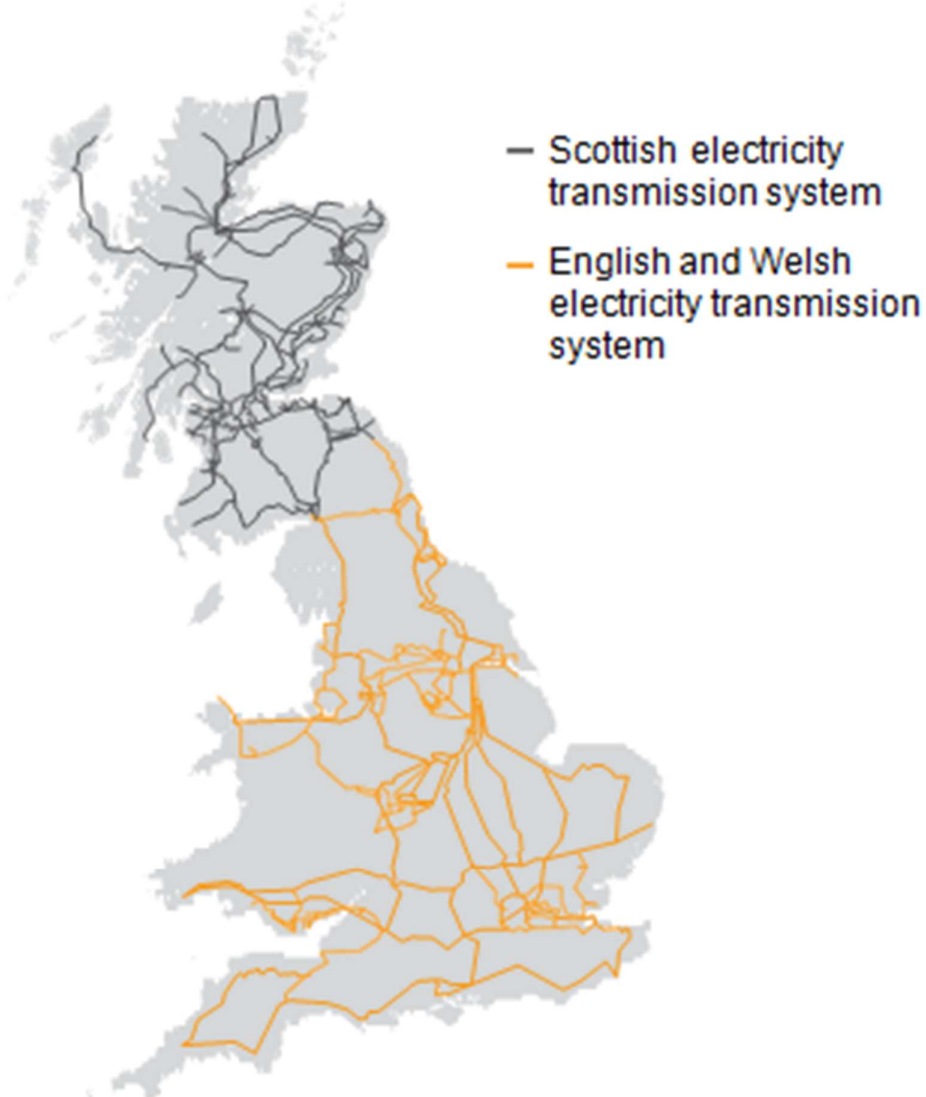 Scottish electricity
transmission system
English and Welsh
electricity transmission
system